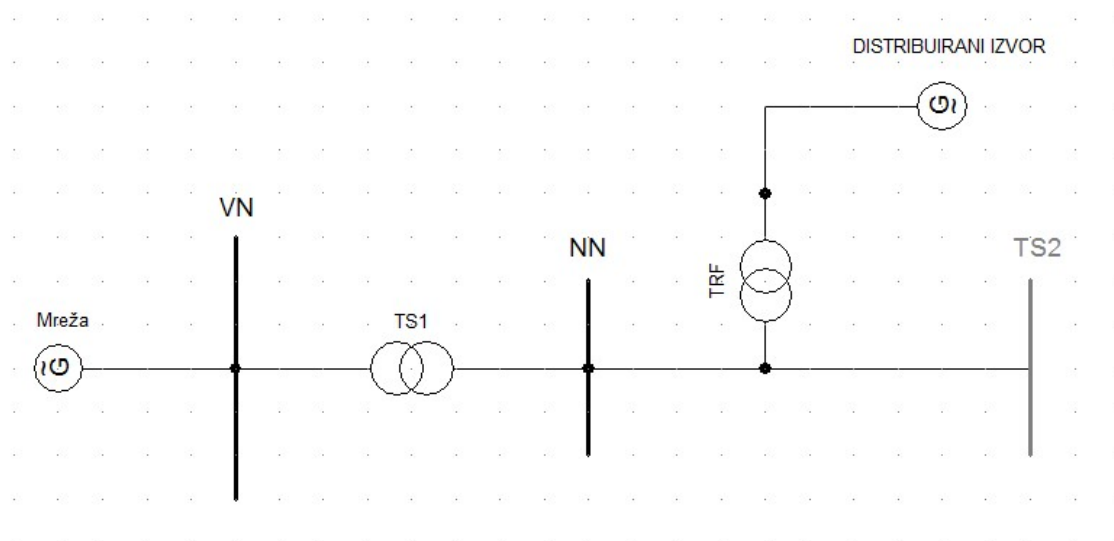 DISTRIBUIRANI IZVOR
G~
VN
NN
TS2
TRF
Mreža
TS1
~G